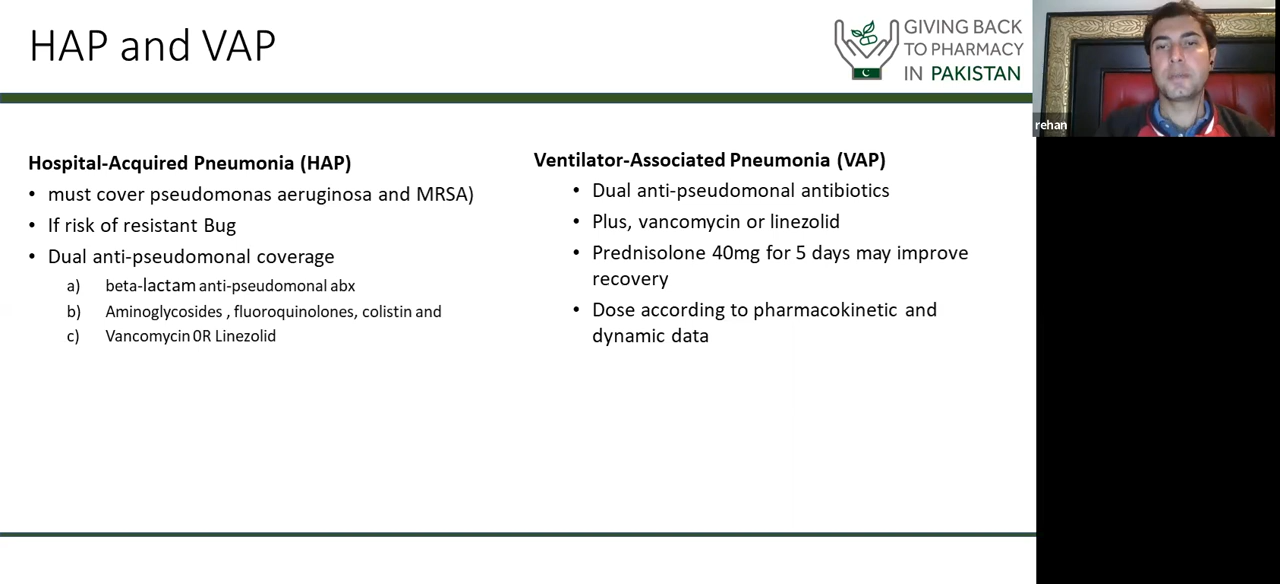 HAP and VAP
GIVING BACK
TO PHARMACY
IN PAKISTAN
rehan
Hospital-Acquired Pneumonia (HAP)
• must cover pseudomonas aeruginosa and MRSA)
• If risk of resistant Bug
• Dual anti-pseudomonal coverage
a) beta-lactam anti-pseudomonal abx
b) Aminoglycosides , fluoroquinolones, colistin and
c) Vancomycin 0R Linezolid
Ventilator-Associated Pneumonia (VAP)
• Dual anti-pseudomonal antibiotics
• Plus, vancomycin or linezolid
• Prednisolone 40mg for 5 days may improve
recovery
• Dose according to pharmacokinetic and
dynamic data